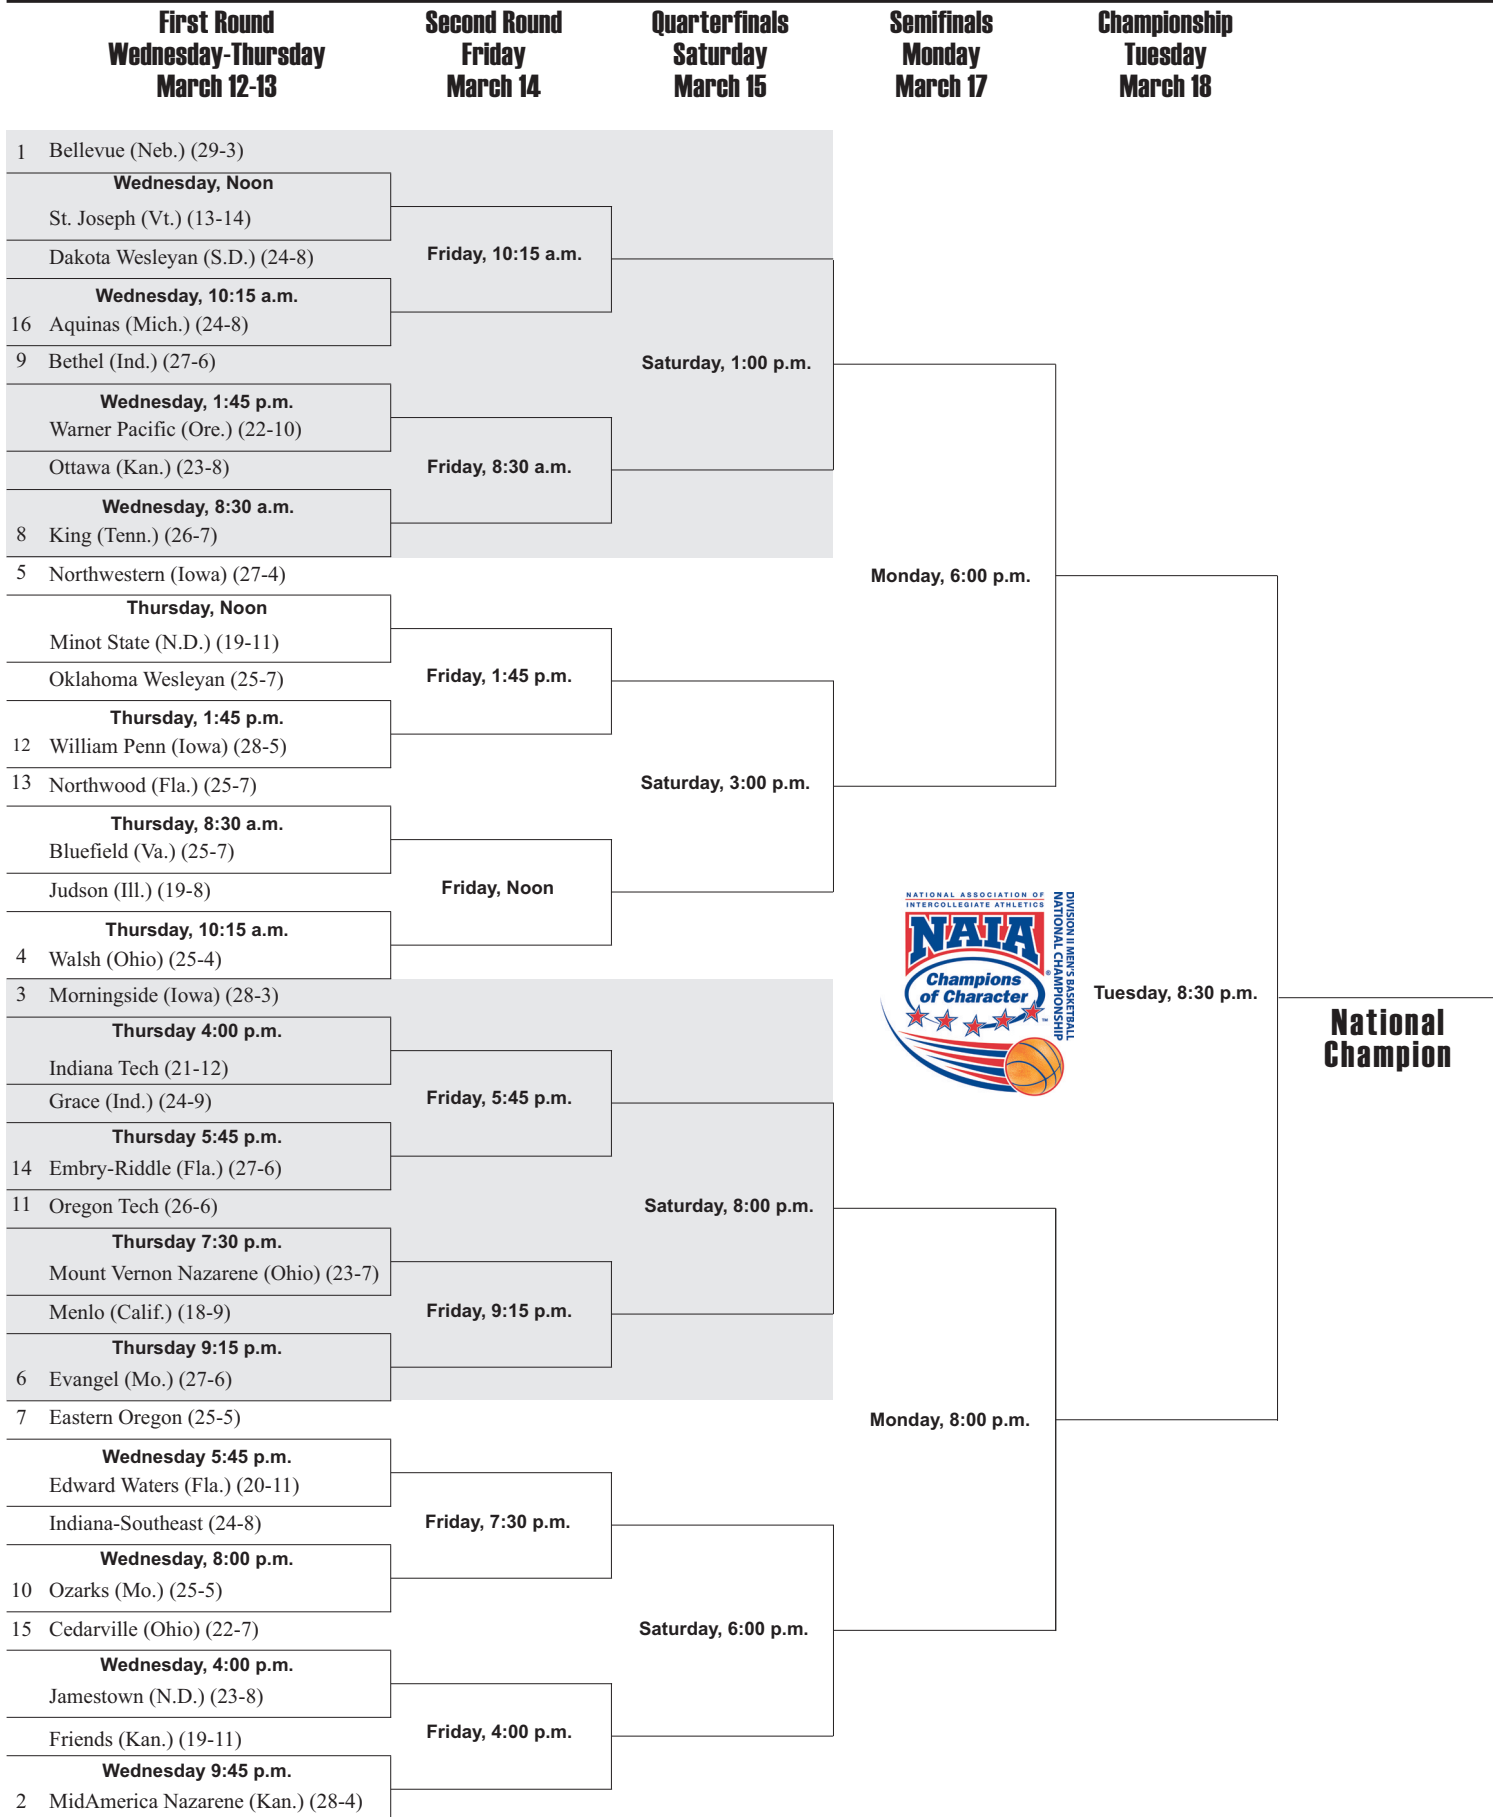 First Round
Wednesday-Thursday
March 12-13
Second Round
Friday
March 14
Quarterfinals
Saturday
March 15
Semifinals
Monday
March 17
Championship
Tuesday
March 18
1 Bellevue (Neb.) (29-3)
Wednesday, Noon
St. Joseph (Vt.) (13-14)
Dakota Wesleyan (S.D.) (24-8)
Wednesday, 10:15 a.m.
16 Aquinas (Mich.) (24-8)
9 Bethel (Ind.) (27-6)
Wednesday, 1:45 p.m.
Warner Pacific (Ore.) (22-10)
Ottawa (Kan.) (23-8)
Wednesday, 8:30 a.m.
8 King (Tenn.) (26-7)
5 Northwestern (Iowa) (27-4)
Thursday, Noon
Minot State (N.D.) (19-11)
Oklahoma Wesleyan (25-7)
Thursday, 1:45 p.m.
12 William Penn (Iowa) (28-5)
13 Northwood (Fla.) (25-7)
Thursday, 8:30 a.m.
Bluefield (Va.) (25-7)
Judson (Ill.) (19-8)
Thursday, 10:15 a.m.
4 Walsh (Ohio) (25-4)
3 Morningside (Iowa) (28-3)
Thursday 4:00 p.m.
Indiana Tech (21-12)
Grace (Ind.) (24-9)
Thursday 5:45 p.m.
14 Embry-Riddle (Fla.) (27-6)
11 Oregon Tech (26-6)
Thursday 7:30 p.m.
Mount Vernon Nazarene (Ohio) (23-7)
Menlo (Calif.) (18-9)
Thursday 9:15 p.m.
6 Evangel (Mo.) (27-6)
7 Eastern Oregon (25-5)
Wednesday 5:45 p.m.
Edward Waters (Fla.) (20-11)
Indiana-Southeast (24-8)
Wednesday, 8:00 p.m.
10 Ozarks (Mo.) (25-5)
15 Cedarville (Ohio) (22-7)
Wednesday, 4:00 p.m.
Jamestown (N.D.) (23-8)
Friends (Kan.) (19-11)
Wednesday 9:45 p.m.
2 MidAmerica Nazarene (Kan.) (28-4)
Friday, 10:15 a.m.
Friday, 8:30 a.m.
Friday, 1:45 p.m.
Friday, Noon
Friday, 5:45 p.m.
Friday, 9:15 p.m.
Friday, 7:30 p.m.
Friday, 4:00 p.m.
Saturday, 1:00 p.m.
Saturday, 3:00 p.m.
Saturday, 8:00 p.m.
Saturday, 6:00 p.m.
Monday, 6:00 p.m.
Monday, 8:00 p.m.
NATIONAL ASSOCIATION OF
INTERCOLLEGIATE ATHLETICS
NAIA
®
Champions
of Character
™
DIVISION II MEN'S BASKETBALL
NATIONAL CHAMPIONSHIP
Tuesday, 8:30 p.m.
National
Champion